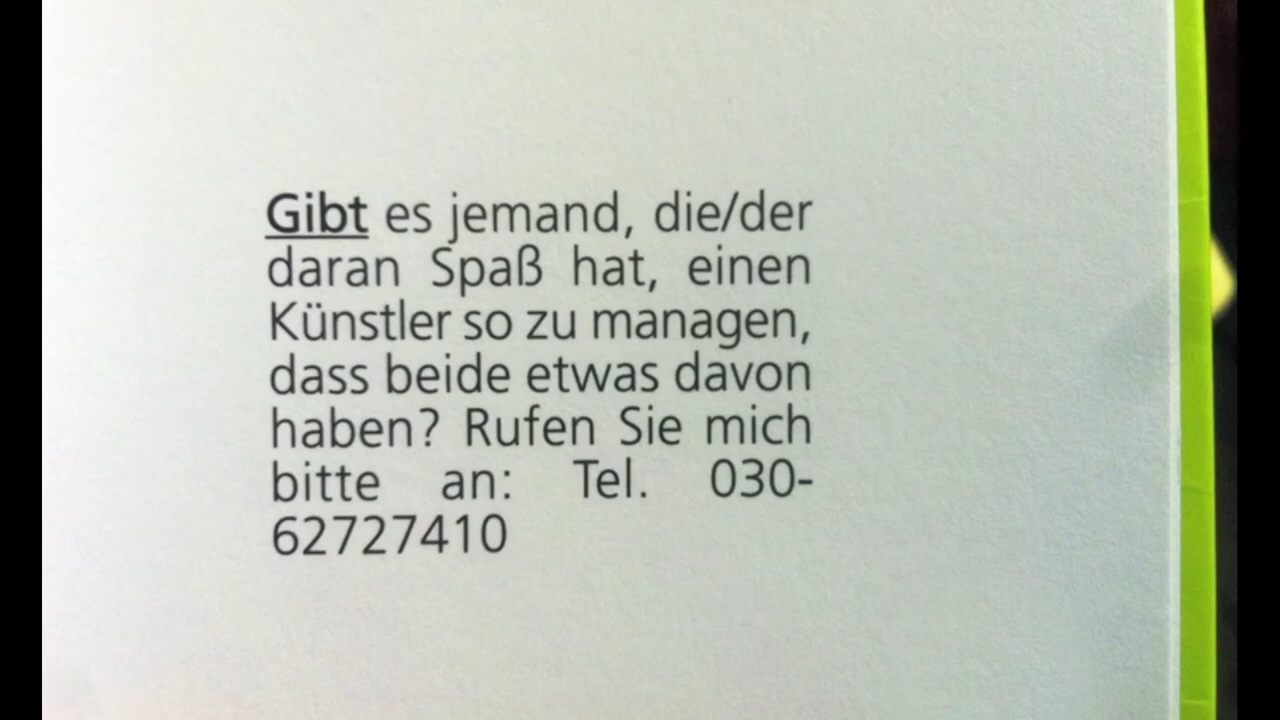 Gibt es jemand, die/der
daran Spaß hat, einen
Künstler so zu managen,
dass beide etwas davon
haben? Rufen Sie mich
bitte an: Tel. 030-
62727410